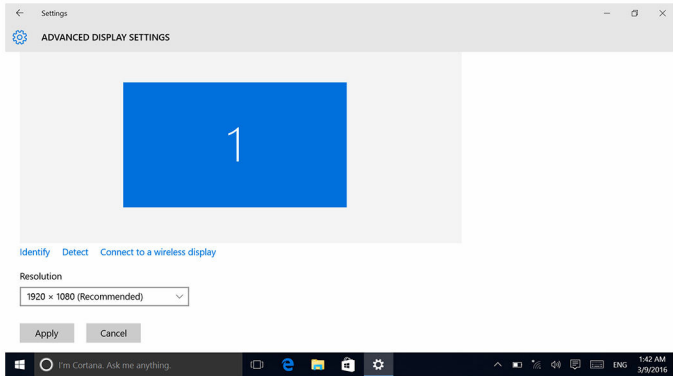 Settings
ADVANCED DISPLAY SETTINGS
1
Identify Detect Connect to a wireless display
Resolution
1920 × 1080 (Recommended)
Apply Cancel
I'm Cortana. Ask me anything.
ENG
1:42 AM
3/9/2016